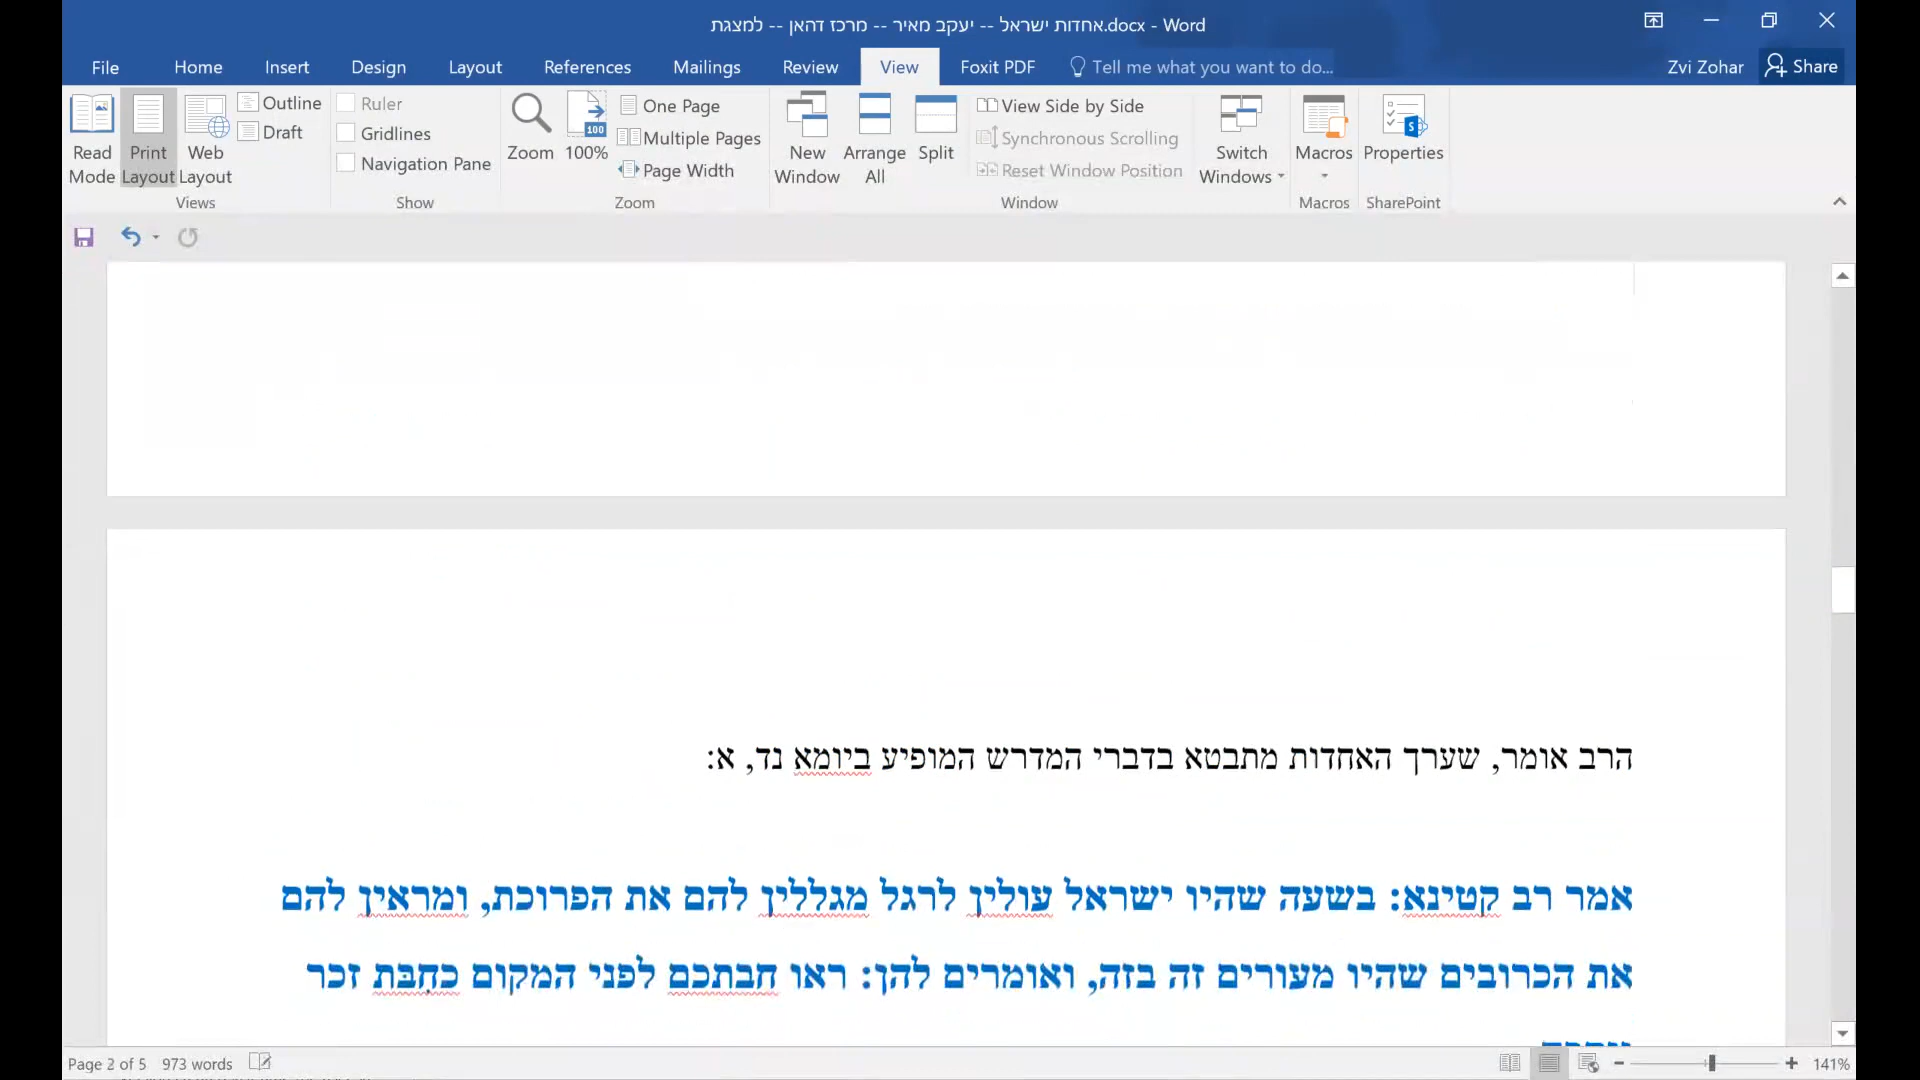 אחדות ישראל -- יעקב מאיר -- מרכז דהאן -- למצגת.docx - Word
File Home Insert Design Layout References Mailings Review View Foxit PDF Tell me what you want to do... Zvi Zohar Share
Read Mode
Print Layout
Web Layout
Outline
Draft
Views
Ruler
Gridlines
Navigation Pane
Show
Zoom
100
100%
One Page
Multiple Pages
Page Width
Zoom
New Window
Arrange All
Split
View Side by Side
Synchronous Scrolling
Reset Window Position
Window
Switch Windows
Macros
Macros
S
Properties
SharePoint
הרב אומר, שערך האחדות מתבטא בדברי המדרש המופיע ביומא נד, א:
אמר רב קטינא: בשעה שהיו ישראל עולין לרגל מגללין להם את הפרוכת, ומראין להם
את הכרובים שהיו מעורים זה בזה, ואומרים להן: ראו חבתכם לפני המקום כחבת זכר
Page 2 of 5 973 words 141%